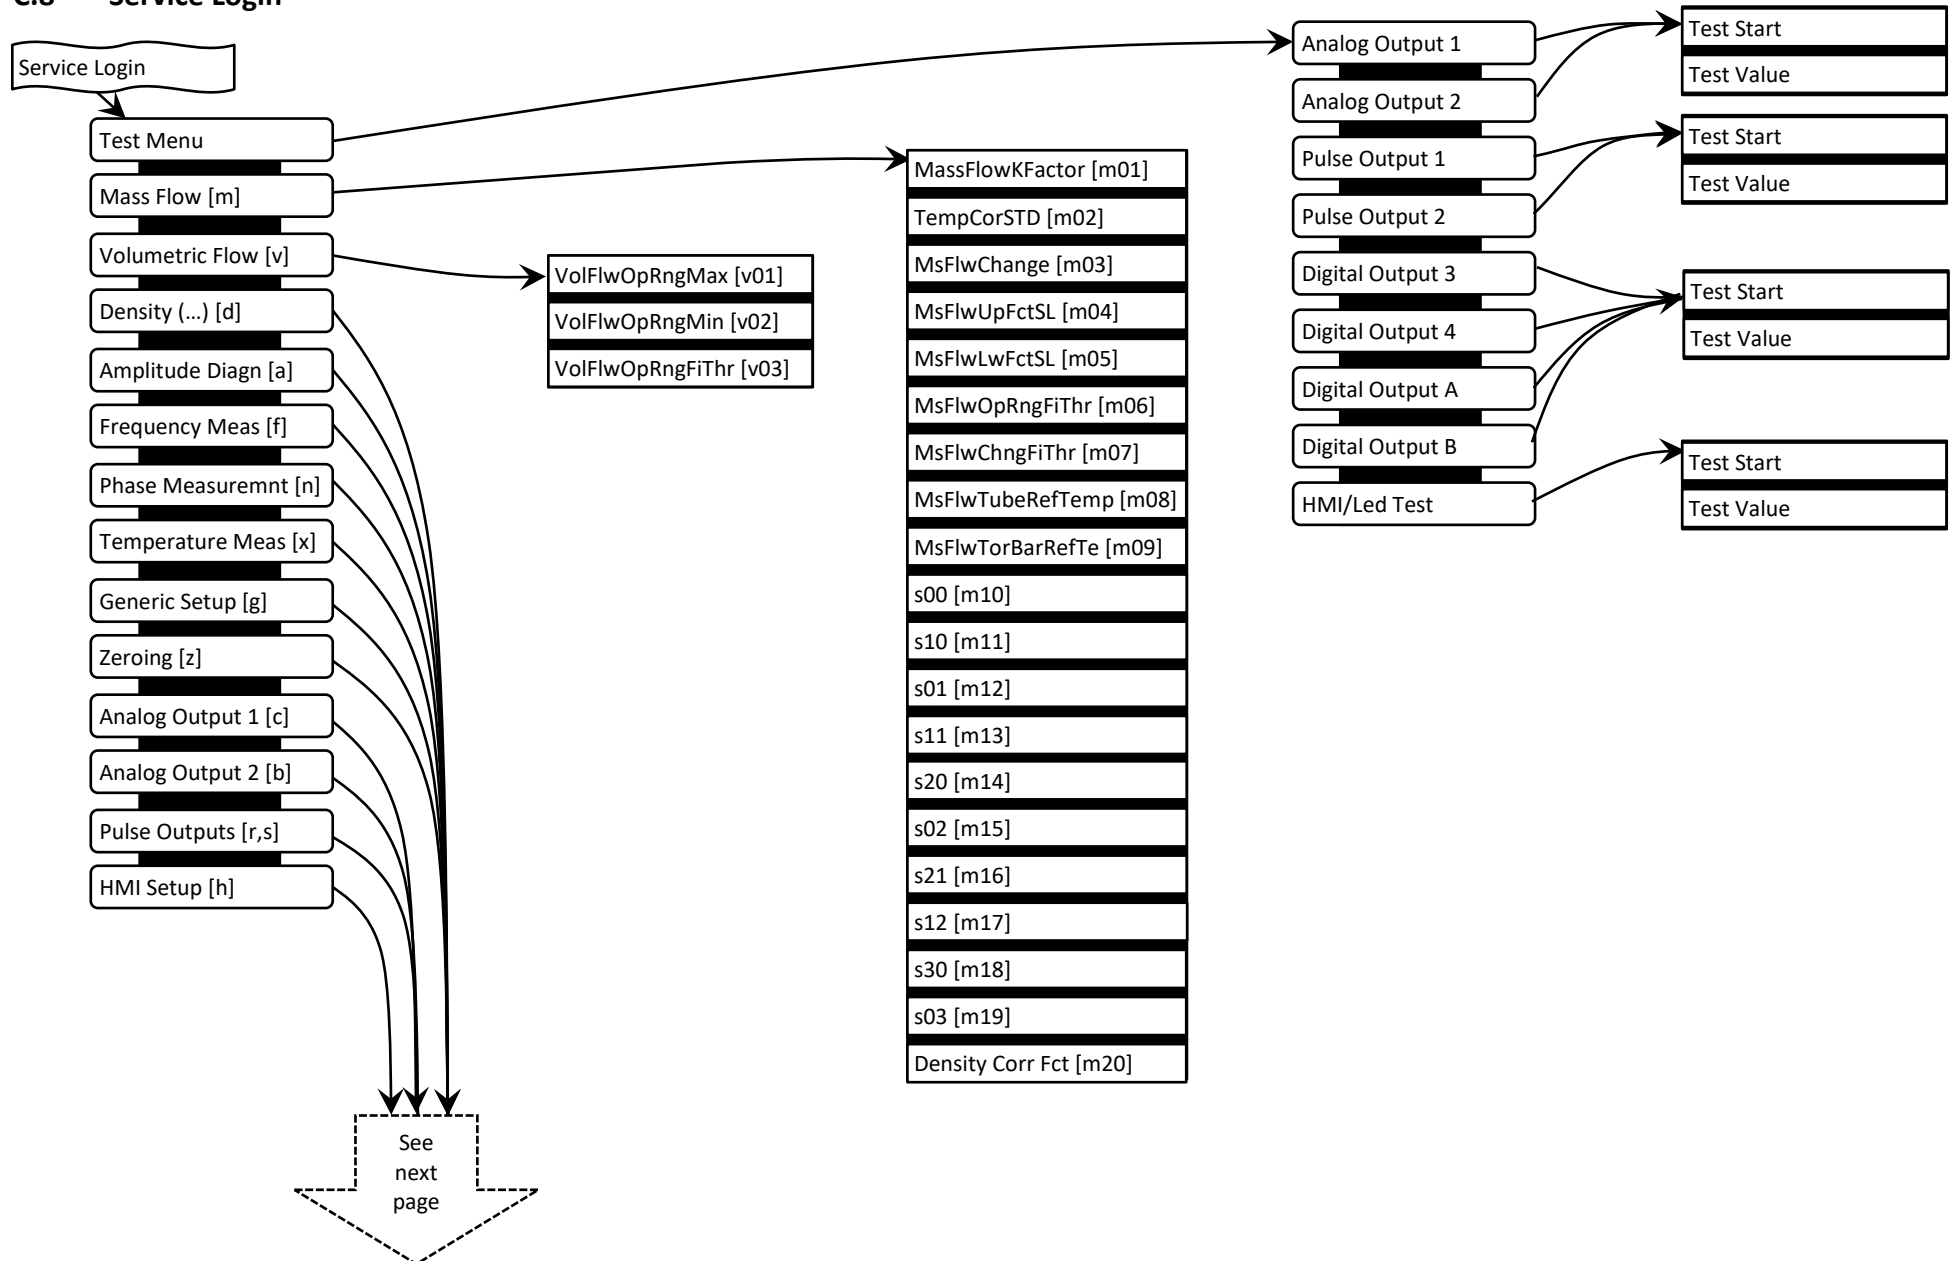 C.8 Service Login
Service Login
Test Menu
Mass Flow [m]
Volumetric Flow [v]
Density (...) [d]
Amplitude Diagn [a]
Frequency Meas [f]
Phase Measuremnt [n]
Temperature Meas [x]
Generic Setup [g]
Zeroing [z]
Analog Output 1 [c]
Analog Output 2 [b]
Pulse Outputs [r,s]
HMI Setup [h]
See
next
page
VolFlwOpRngMax [v01]
VolFlwOpRngMin [v02]
VolFlwOpRngFiThr [v03]
MassFlowKFactor [m01]
TempCorSTD [m02]
MsFlwChange [m03]
MsFlwUpFctSL [m04]
MsFlwLwFctSL [m05]
MsFlwOpRngFiThr [m06]
MsFlwChngFiThr [m07]
MsFlwTubeRefTemp [m08]
MsFlwTorBarRefTe [m09]
s00 [m10]
s10 [m11]
s01 [m12]
s11 [m13]
s20 [m14]
s02 [m15]
s21 [m16]
s12 [m17]
s30 [m18]
s03 [m19]
Density Corr Fct [m20]
Analog Output 1
Analog Output 2
Pulse Output 1
Pulse Output 2
Digital Output 3
Digital Output 4
Digital Output A
Digital Output B
HMI/Led Test
Test Start
Test Value
Test Start
Test Value
Test Start
Test Value
Test Start
Test Value